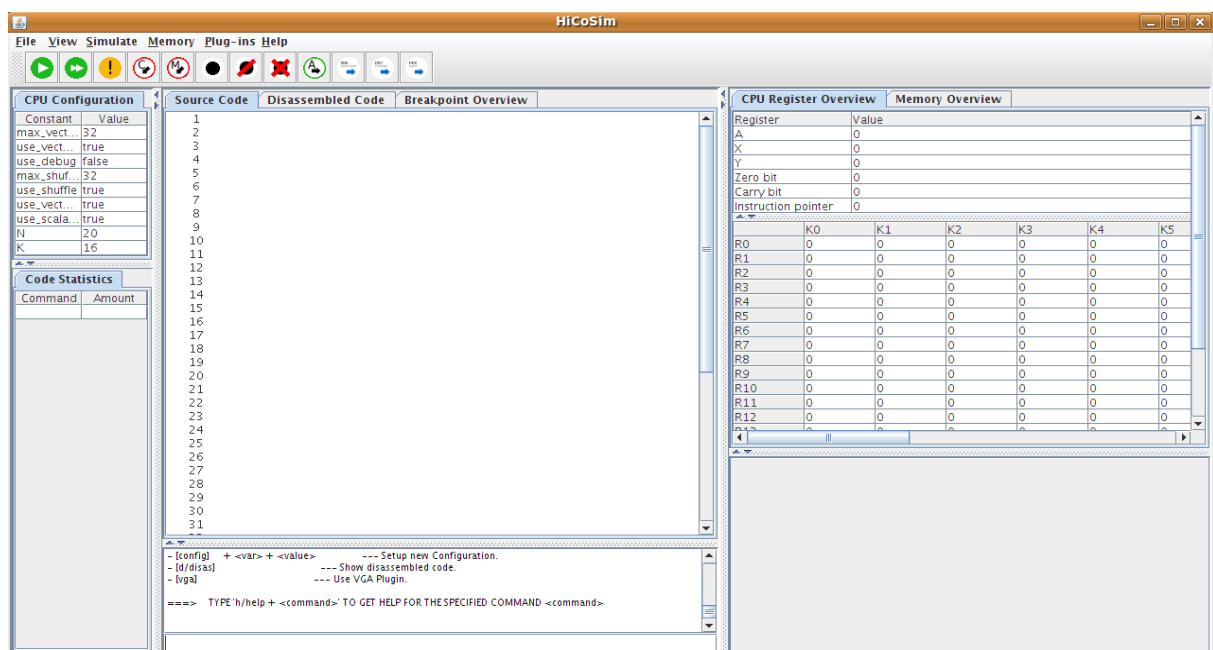 HiCoSim
File View Simulate Memory Plug-ins Help
C M A
CPU Configuration
Constant Value
max_vect... 32
use_vect... true
use_debug false
max_shuf... 32
use_shuffle true
use_vect... true
use_scala... true
N 20
K 16
Code Statistics
Command Amount
Source Code Disassembled Code Breakpoint Overview
1
2
3
4
5
6
7
8
9
10
11
12
13
14
15
16
17
18
19
20
21
22
23
24
25
26
27
28
29
30
31
- [config] + <var> + <value> --- Setup new Configuration.
- [d/disas] --- Show disassembled code.
- [vga] --- Use VGA Plugin.
===> TYPE 'h/help + <command>' TO GET HELP FOR THE SPECIFIED COMMAND <command>
CPU Register Overview Memory Overview
Register Value
A 0
X 0
Y 0
Zero bit 0
Carry bit 0
Instruction pointer 0
K0 K1 K2 K3 K4 K5
R0 0 0 0 0 0 0
R1 0 0 0 0 0 0
R2 0 0 0 0 0 0
R3 0 0 0 0 0 0
R4 0 0 0 0 0 0
R5 0 0 0 0 0 0
R6 0 0 0 0 0 0
R7 0 0 0 0 0 0
R8 0 0 0 0 0 0
R9 0 0 0 0 0 0
R10 0 0 0 0 0 0
R11 0 0 0 0 0 0
R12 0 0 0 0 0 0